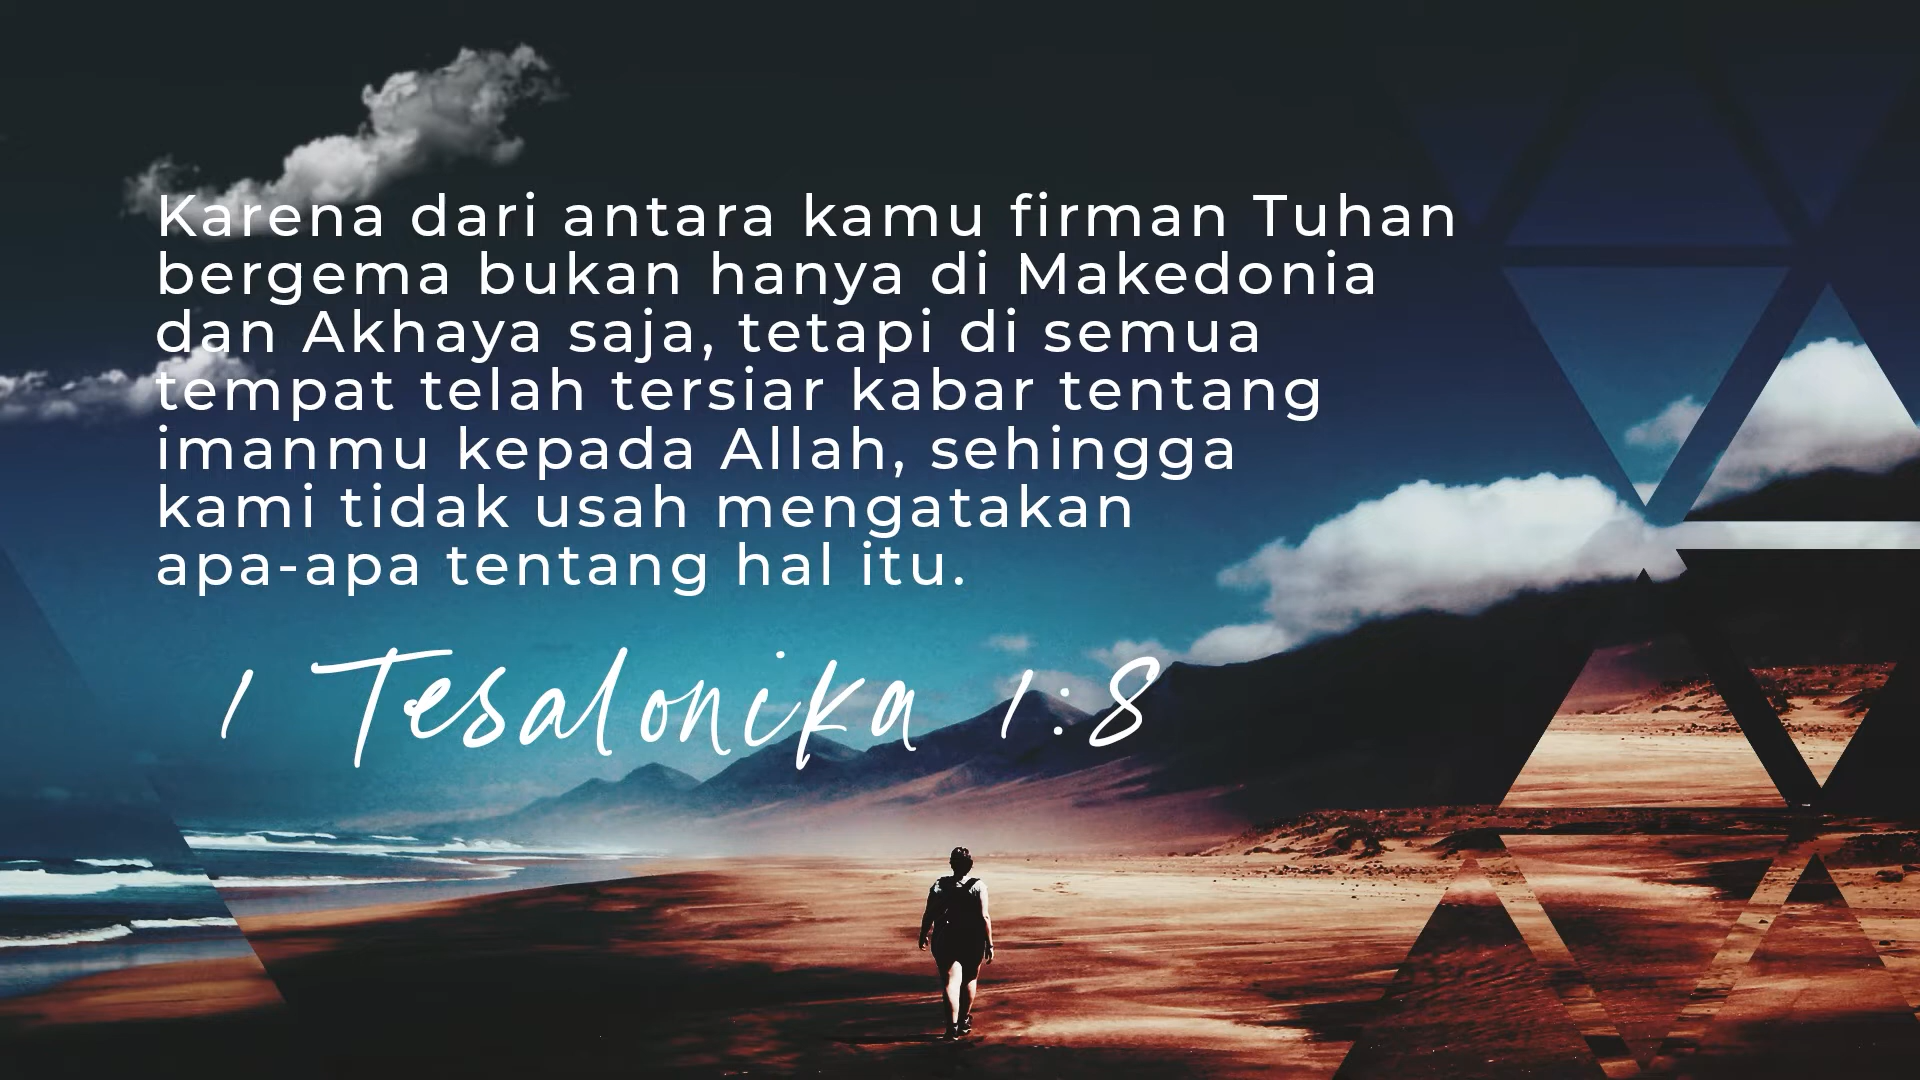 Karena dari antara kamu firman Tuhan
bergema bukan hanya di Makedonia
dan Akhaya saja, tetapi di semua
tempat telah tersiar kabar tentang
imanmu kepada Allah, sehingga
kami tidak usah mengatakan
apa-apa tentang hal itu.
1 Tesalonika 1:8